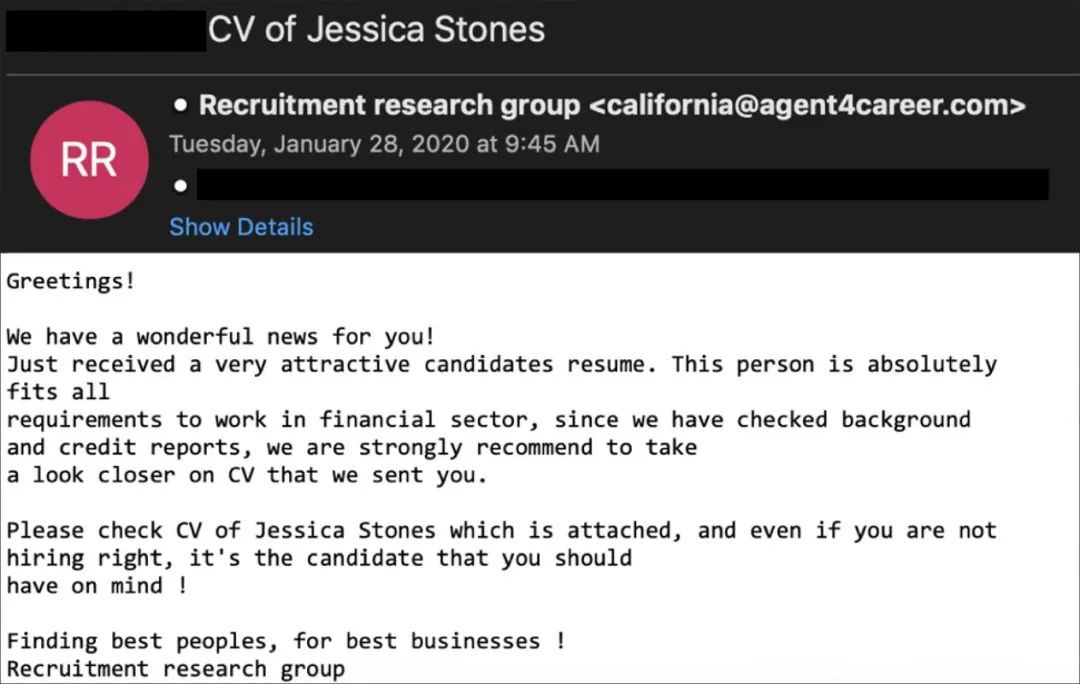 CV of Jessica Stones
RR
• Recruitment research group <california@agent4career.com>
Tuesday, January 28, 2020 at 9:45 AM
•
Show Details
Greetings!
We have a wonderful news for you!
Just received a very attractive candidates resume. This person is absolutely
fits all
requirements to work in financial sector, since we have checked background
and credit reports, we are strongly recommend to take
a look closer on CV that we sent you.
Please check CV of Jessica Stones which is attached, and even if you are not
hiring right, it's the candidate that you should
have on mind !
Finding best peoples, for best businesses !
Recruitment research group